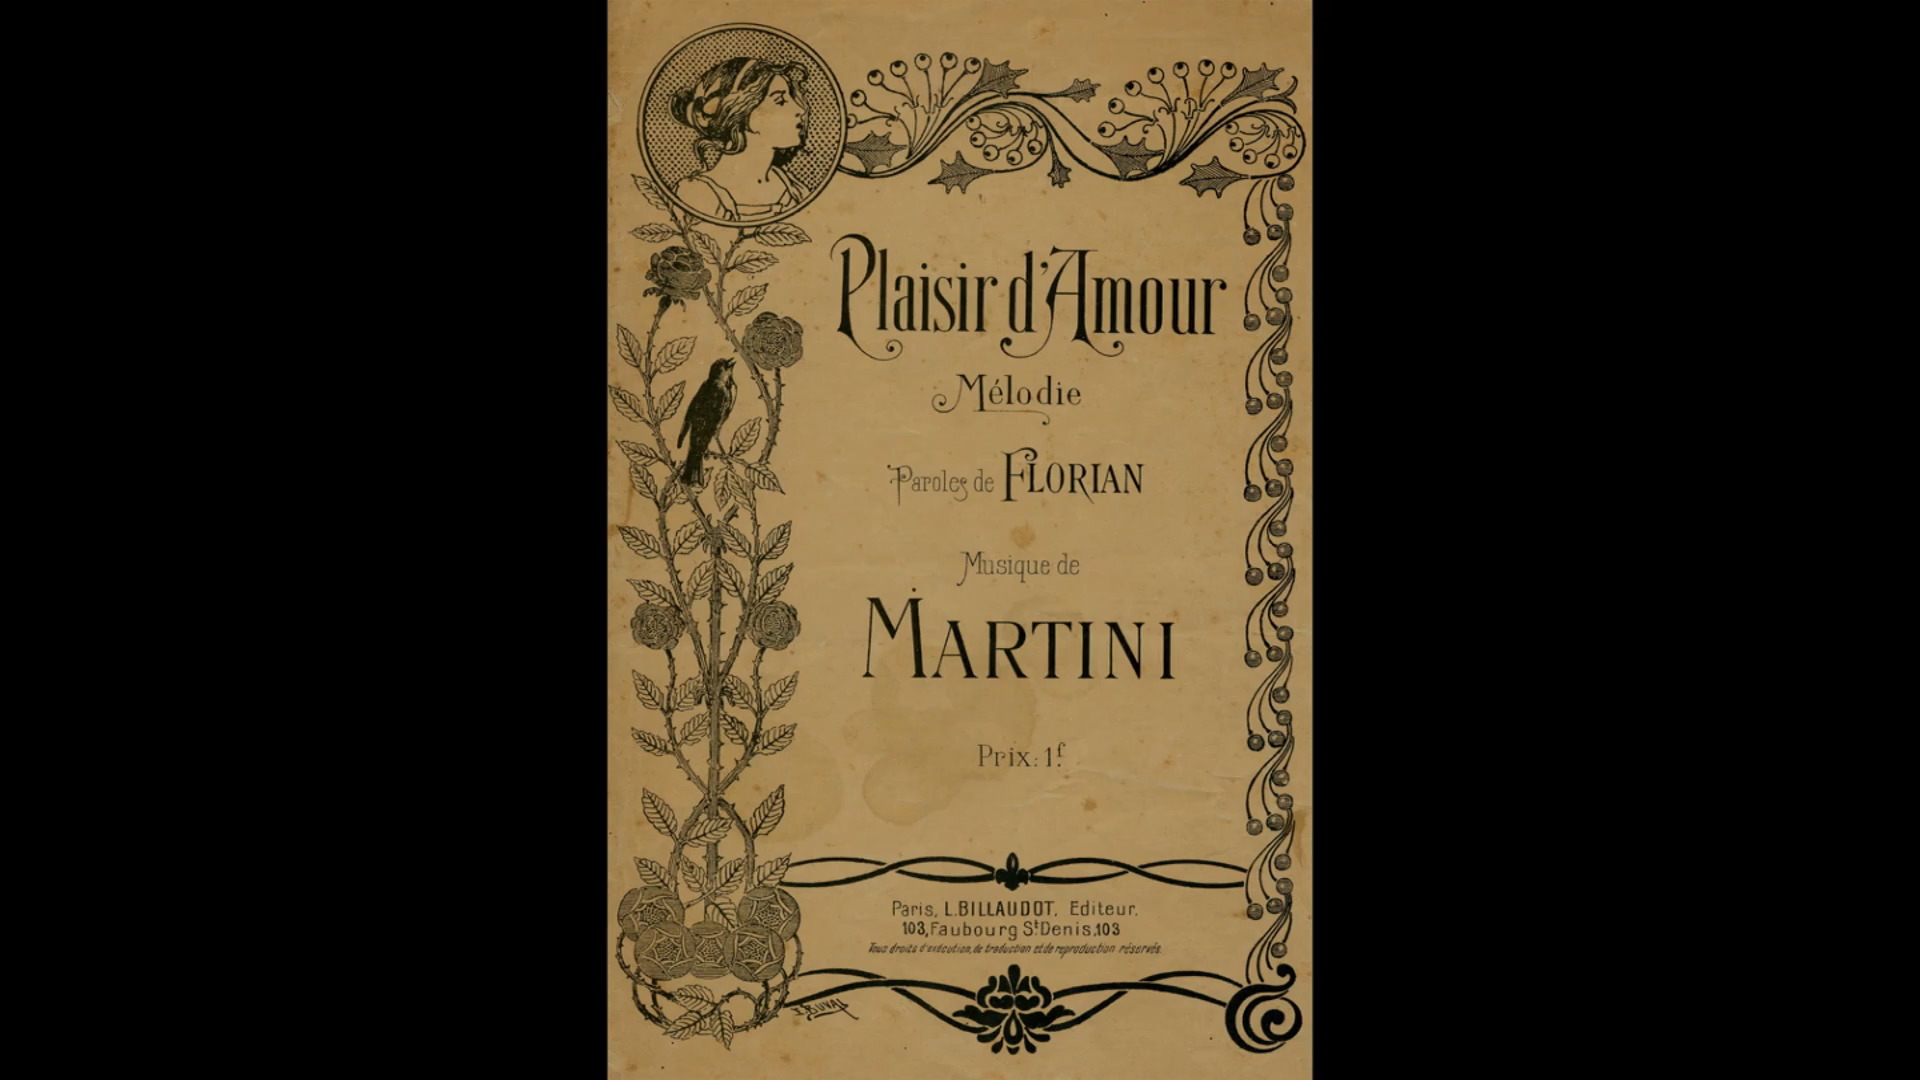 Plaisir d'Amour
Mélodie
Paroles de FLORIAN
Musique de
MARTINI
Prix: 1f.
Paris, L. BILLAUDOT, Editeur,
103, Faubourg St Denis, 103
Tous droits d'exécution, de traduction et de reproduction réservés.